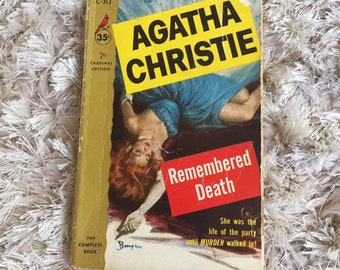 C-312
35¢
A
CARDINAL
EDITION
AGATHA
CHRISTIE
Remembered
Death
She was the
life of the party
until MURDER walked in!
THE
COMPLETE
BOOK